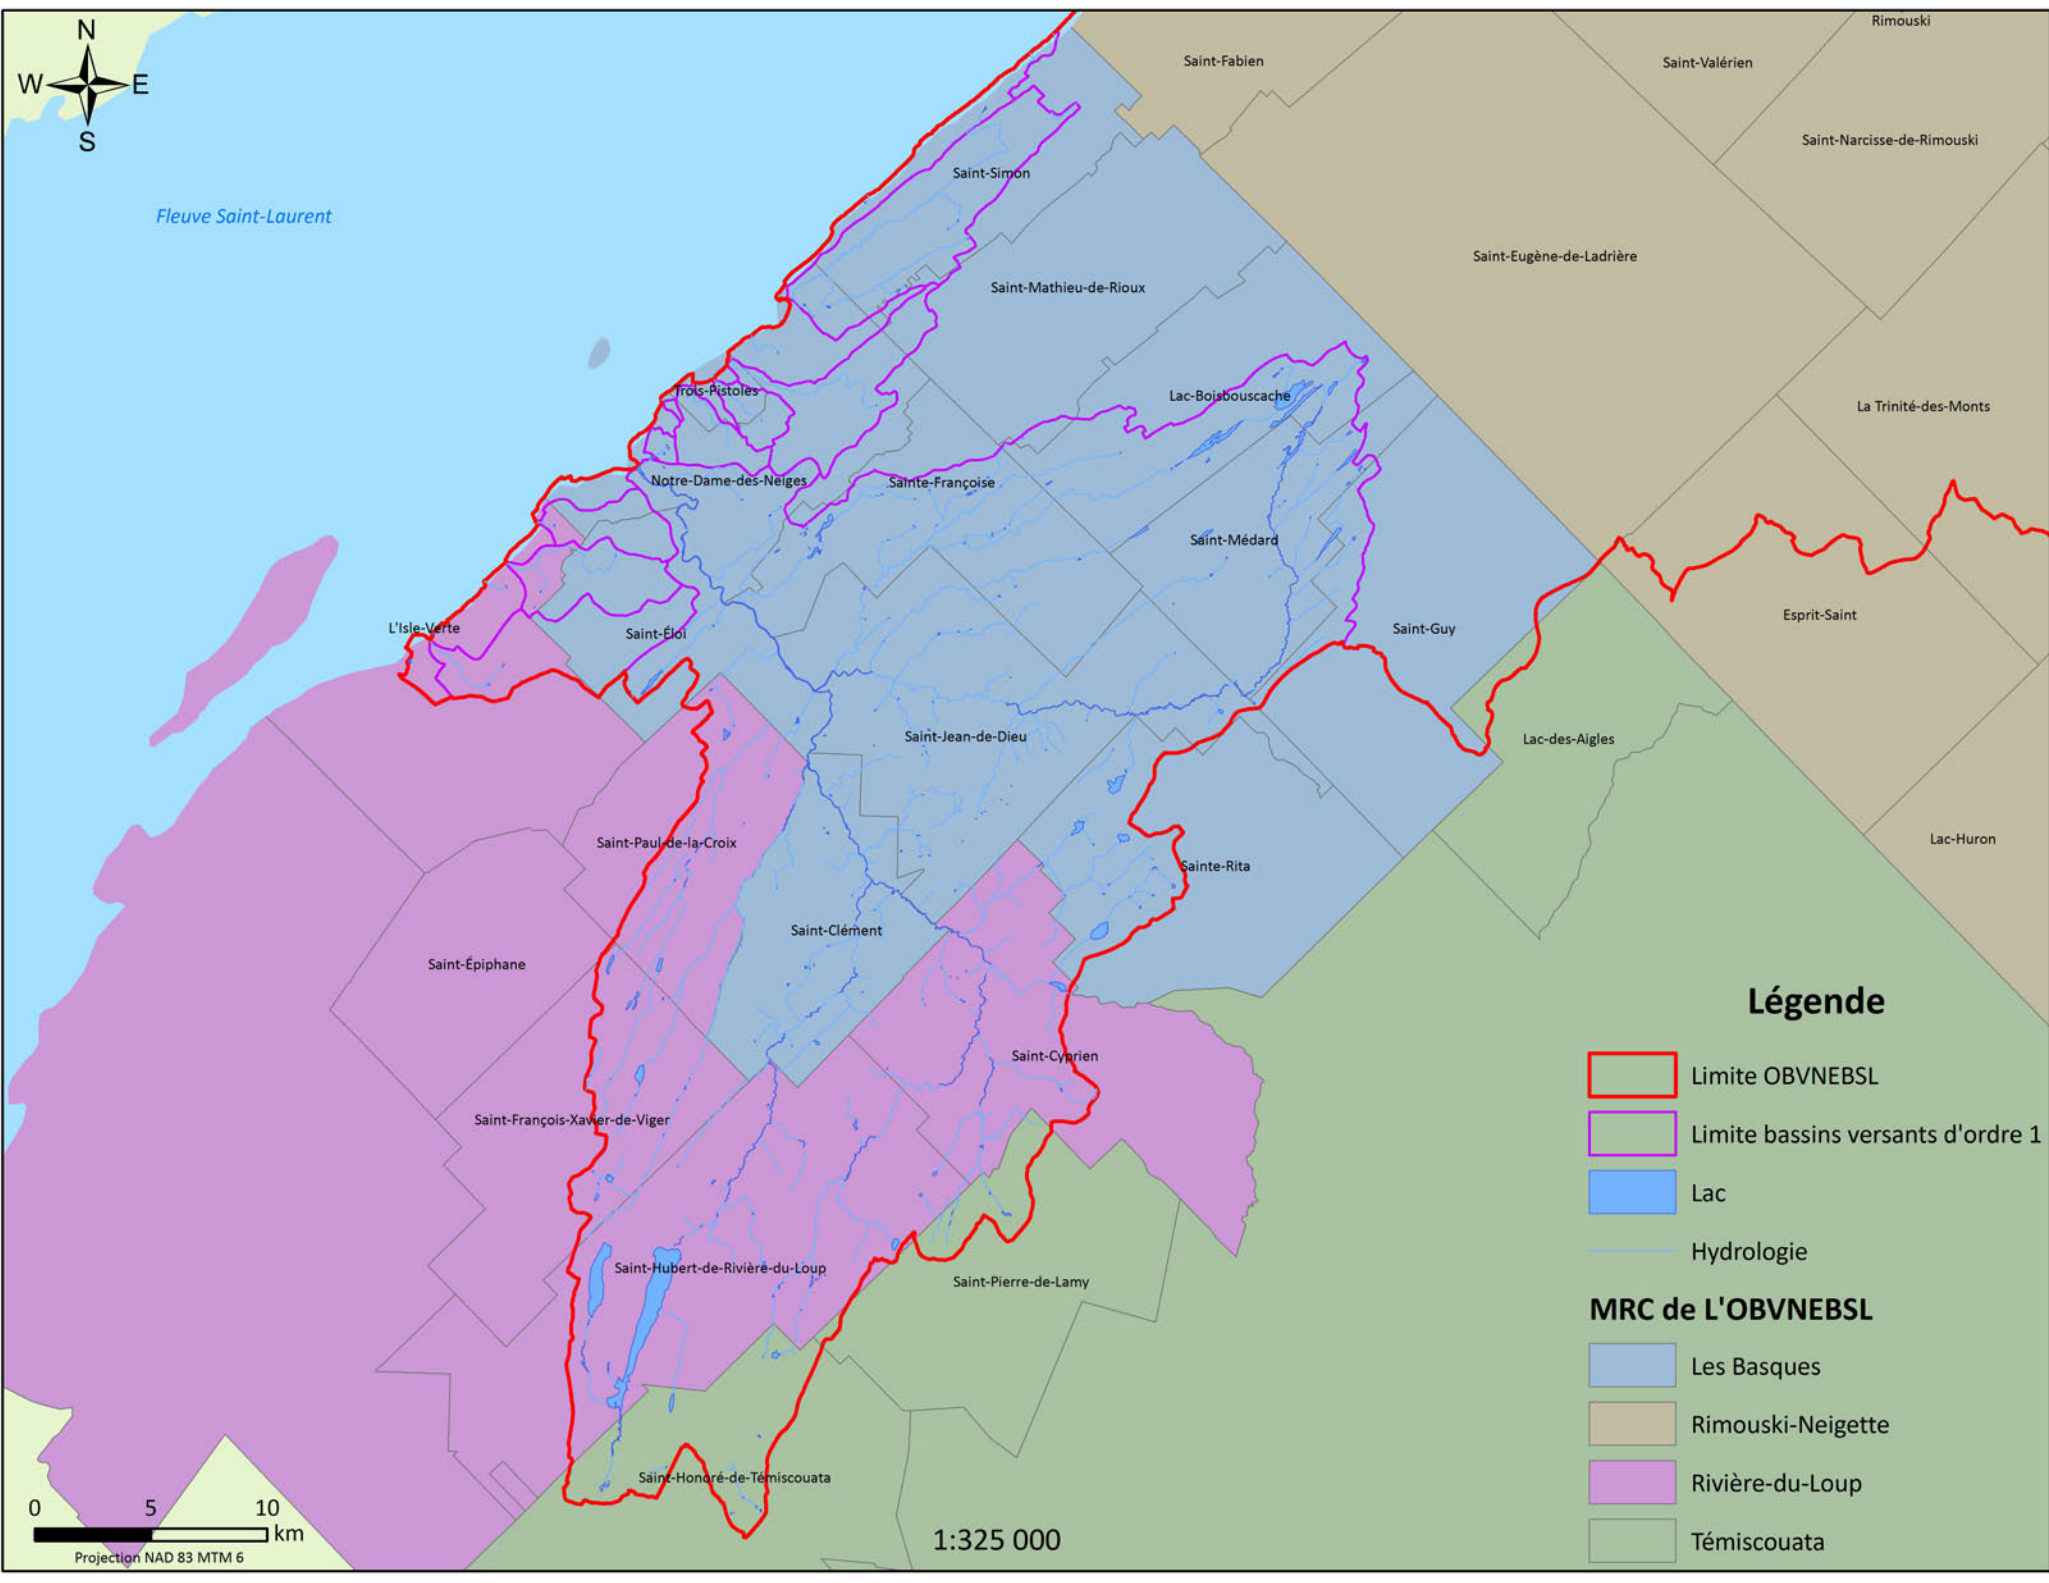 Rimouski
N
Saint-Fabien
Saint-Valérien
W
E
S
Saint-Narcisse-de-Rimouski
Saint-Simon
Fleuve Saint-Laurent
Saint-Eugène-de-Ladrière
Saint-Mathieu-de-Rioux
Trois-Pistoles
Lac-Boisbouscache
La Trinité-des-Monts
Notre-Dame-des-Neiges
Sainte-Françoise
Saint-Médard
Esprit-Saint
L'Isle-Verte
Saint-Éloi
Saint-Guy
Saint-Jean-de-Dieu
Lac-des-Aigles
Saint-Paul-de-la-Croix
Lac-Huron
Sainte-Rita
Saint-Clément
Saint-Épiphane
Saint-Cyprien
Saint-François-Xavier-de-Viger
Saint-Hubert-de-Rivière-du-Loup
Saint-Pierre-de-Lamy
Saint-Honoré-de-Témiscouata
Légende
Limite OBVNEBSL
Limite bassins versants d'ordre 1
Lac
Hydrologie
MRC de L'OBVNEBSL
Les Basques
Rimouski-Neigette
Rivière-du-Loup
Témiscouata
0 5 10
km
Projection NAD 83 MTM 6
1:325 000